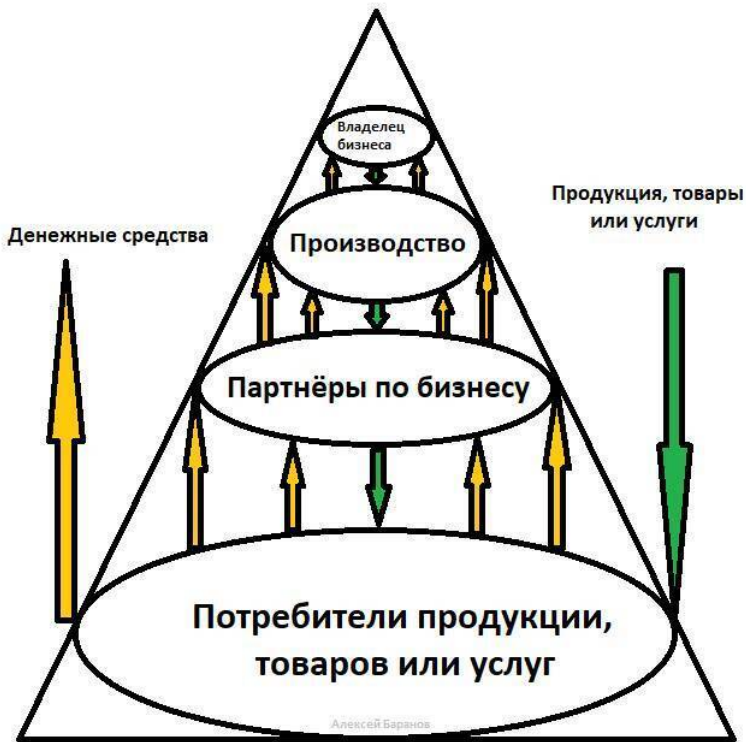 Владелец
бизнеса
Продукция, товары
или услуги
Денежные средства
Производство
Партнёры по бизнесу
Потребители продукции,
товаров или услуг
Алексей Баранов